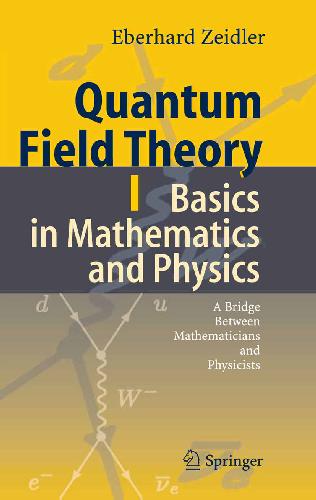 Eberhard Zeidler
Quantum
Field Theory
I Basics
in Mathematics
and Physics
A Bridge
Between
Mathematicians
and
Physicists
d
u
W
e⁻
ν̄ₑ
Springer